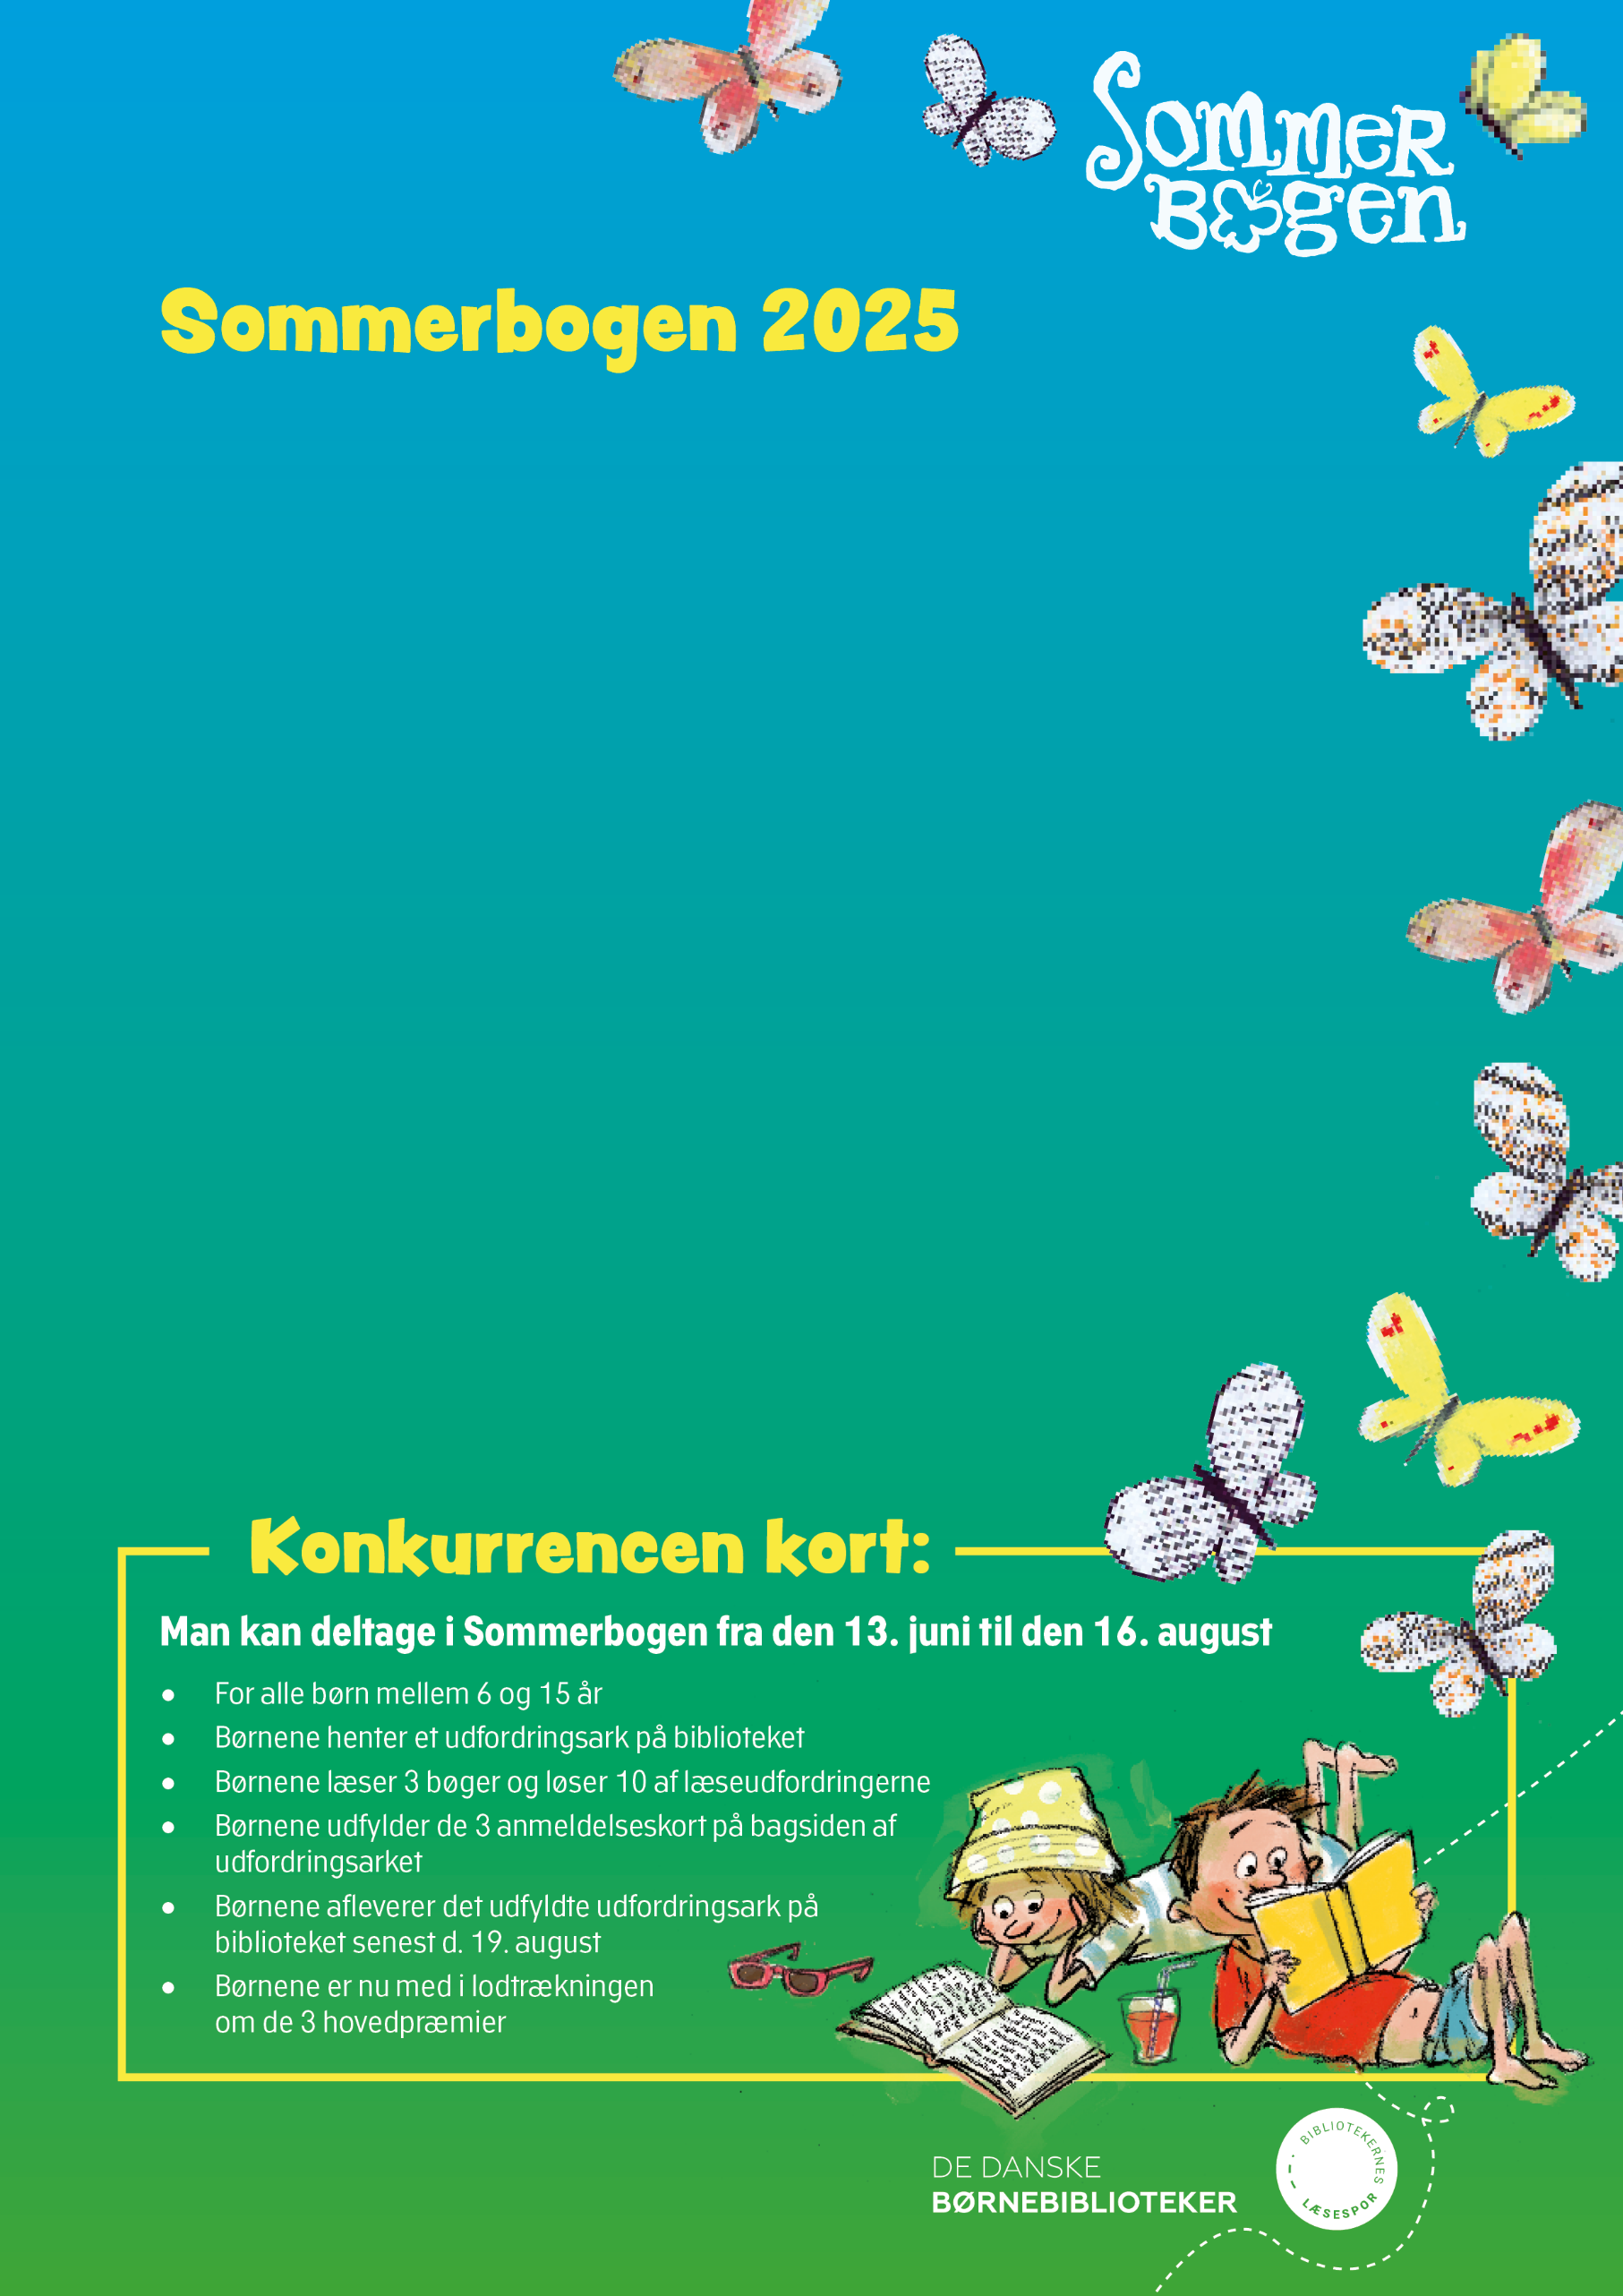 Sommer
Bogen
Sommerbogen 2025
Konkurrencen kort:
Man kan deltage i Sommerbogen fra den 13. juni til den 16. august
● For alle børn mellem 6 og 15 år
● Børnene henter et udfordringsark på biblioteket
● Børnene læser 3 bøger og løser 10 af læseudfordringerne
● Børnene udfylder de 3 anmeldelseskort på bagsiden af
udfordringsarket
● Børnene afleverer det udfyldte udfordringsark på
biblioteket senest d. 19. august
● Børnene er nu med i lodtrækningen
om de 3 hovedpræmier
DE DANSKE
BØRNEBIBLIOTEKER
BIBLIOTEKERNES
LÆSESPOR